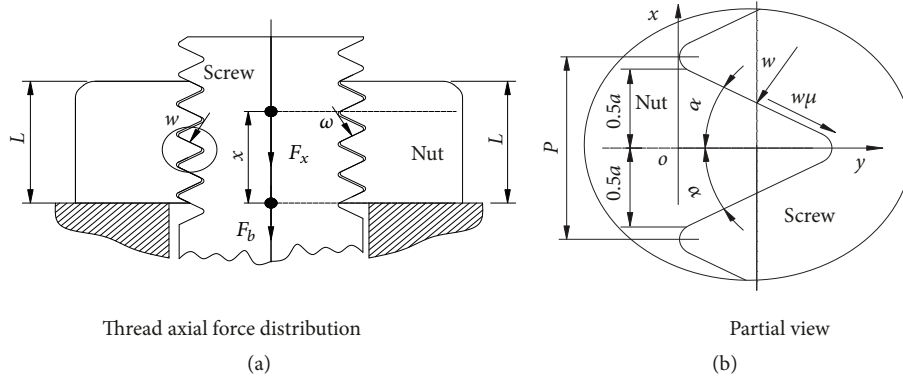 Screw
L
w
x
F_x
ω
Nut
L
F_b
Thread axial force distribution
(a)
x
w
wμ
0.5a
Nut
α
P
o
y
0.5a
α
Screw
Partial view
(b)